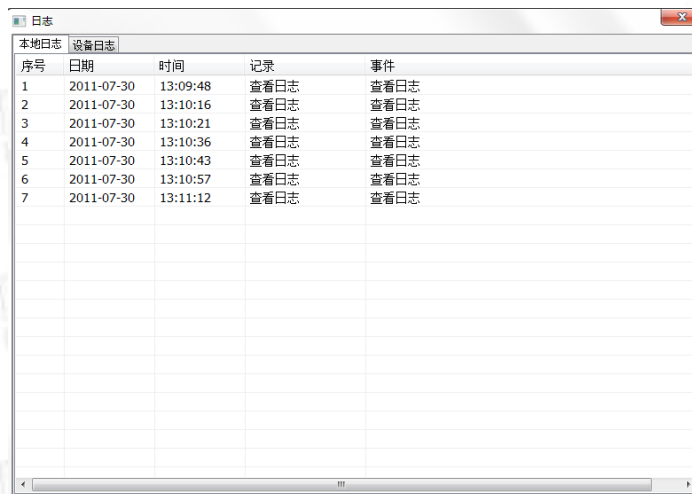 日志
本地日志 设备日志
序号 日期 时间 记录 事件
1 2011-07-30 13:09:48 查看日志 查看日志
2 2011-07-30 13:10:16 查看日志 查看日志
3 2011-07-30 13:10:21 查看日志 查看日志
4 2011-07-30 13:10:36 查看日志 查看日志
5 2011-07-30 13:10:43 查看日志 查看日志
6 2011-07-30 13:10:57 查看日志 查看日志
7 2011-07-30 13:11:12 查看日志 查看日志